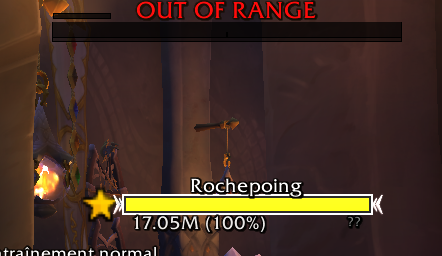 OUT OF RANGE
Rochepoing
17.05M (100%) ??
ntraînement normal